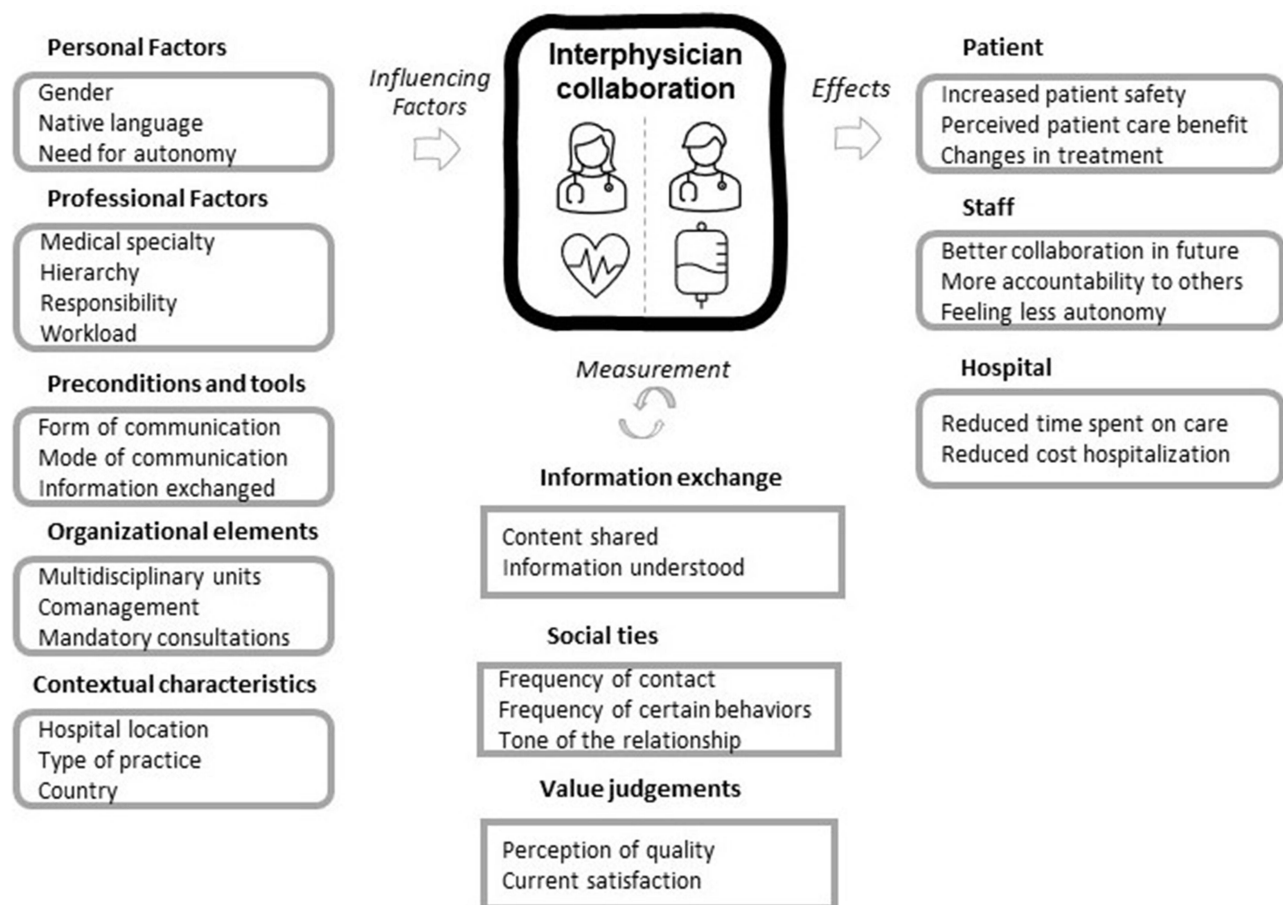 Personal Factors
Gender
Native language
Need for autonomy
Professional Factors
Medical specialty
Hierarchy
Responsibility
Workload
Preconditions and tools
Form of communication
Mode of communication
Information exchanged
Organizational elements
Multidisciplinary units
Comanagement
Mandatory consultations
Contextual characteristics
Hospital location
Type of practice
Country
Influencing
Factors
Interphysician
collaboration
Measurement
Information exchange
Content shared
Information understood
Social ties
Frequency of contact
Frequency of certain behaviors
Tone of the relationship
Value judgements
Perception of quality
Current satisfaction
Effects
Patient
Increased patient safety
Perceived patient care benefit
Changes in treatment
Staff
Better collaboration in future
More accountability to others
Feeling less autonomy
Hospital
Reduced time spent on care
Reduced cost hospitalization